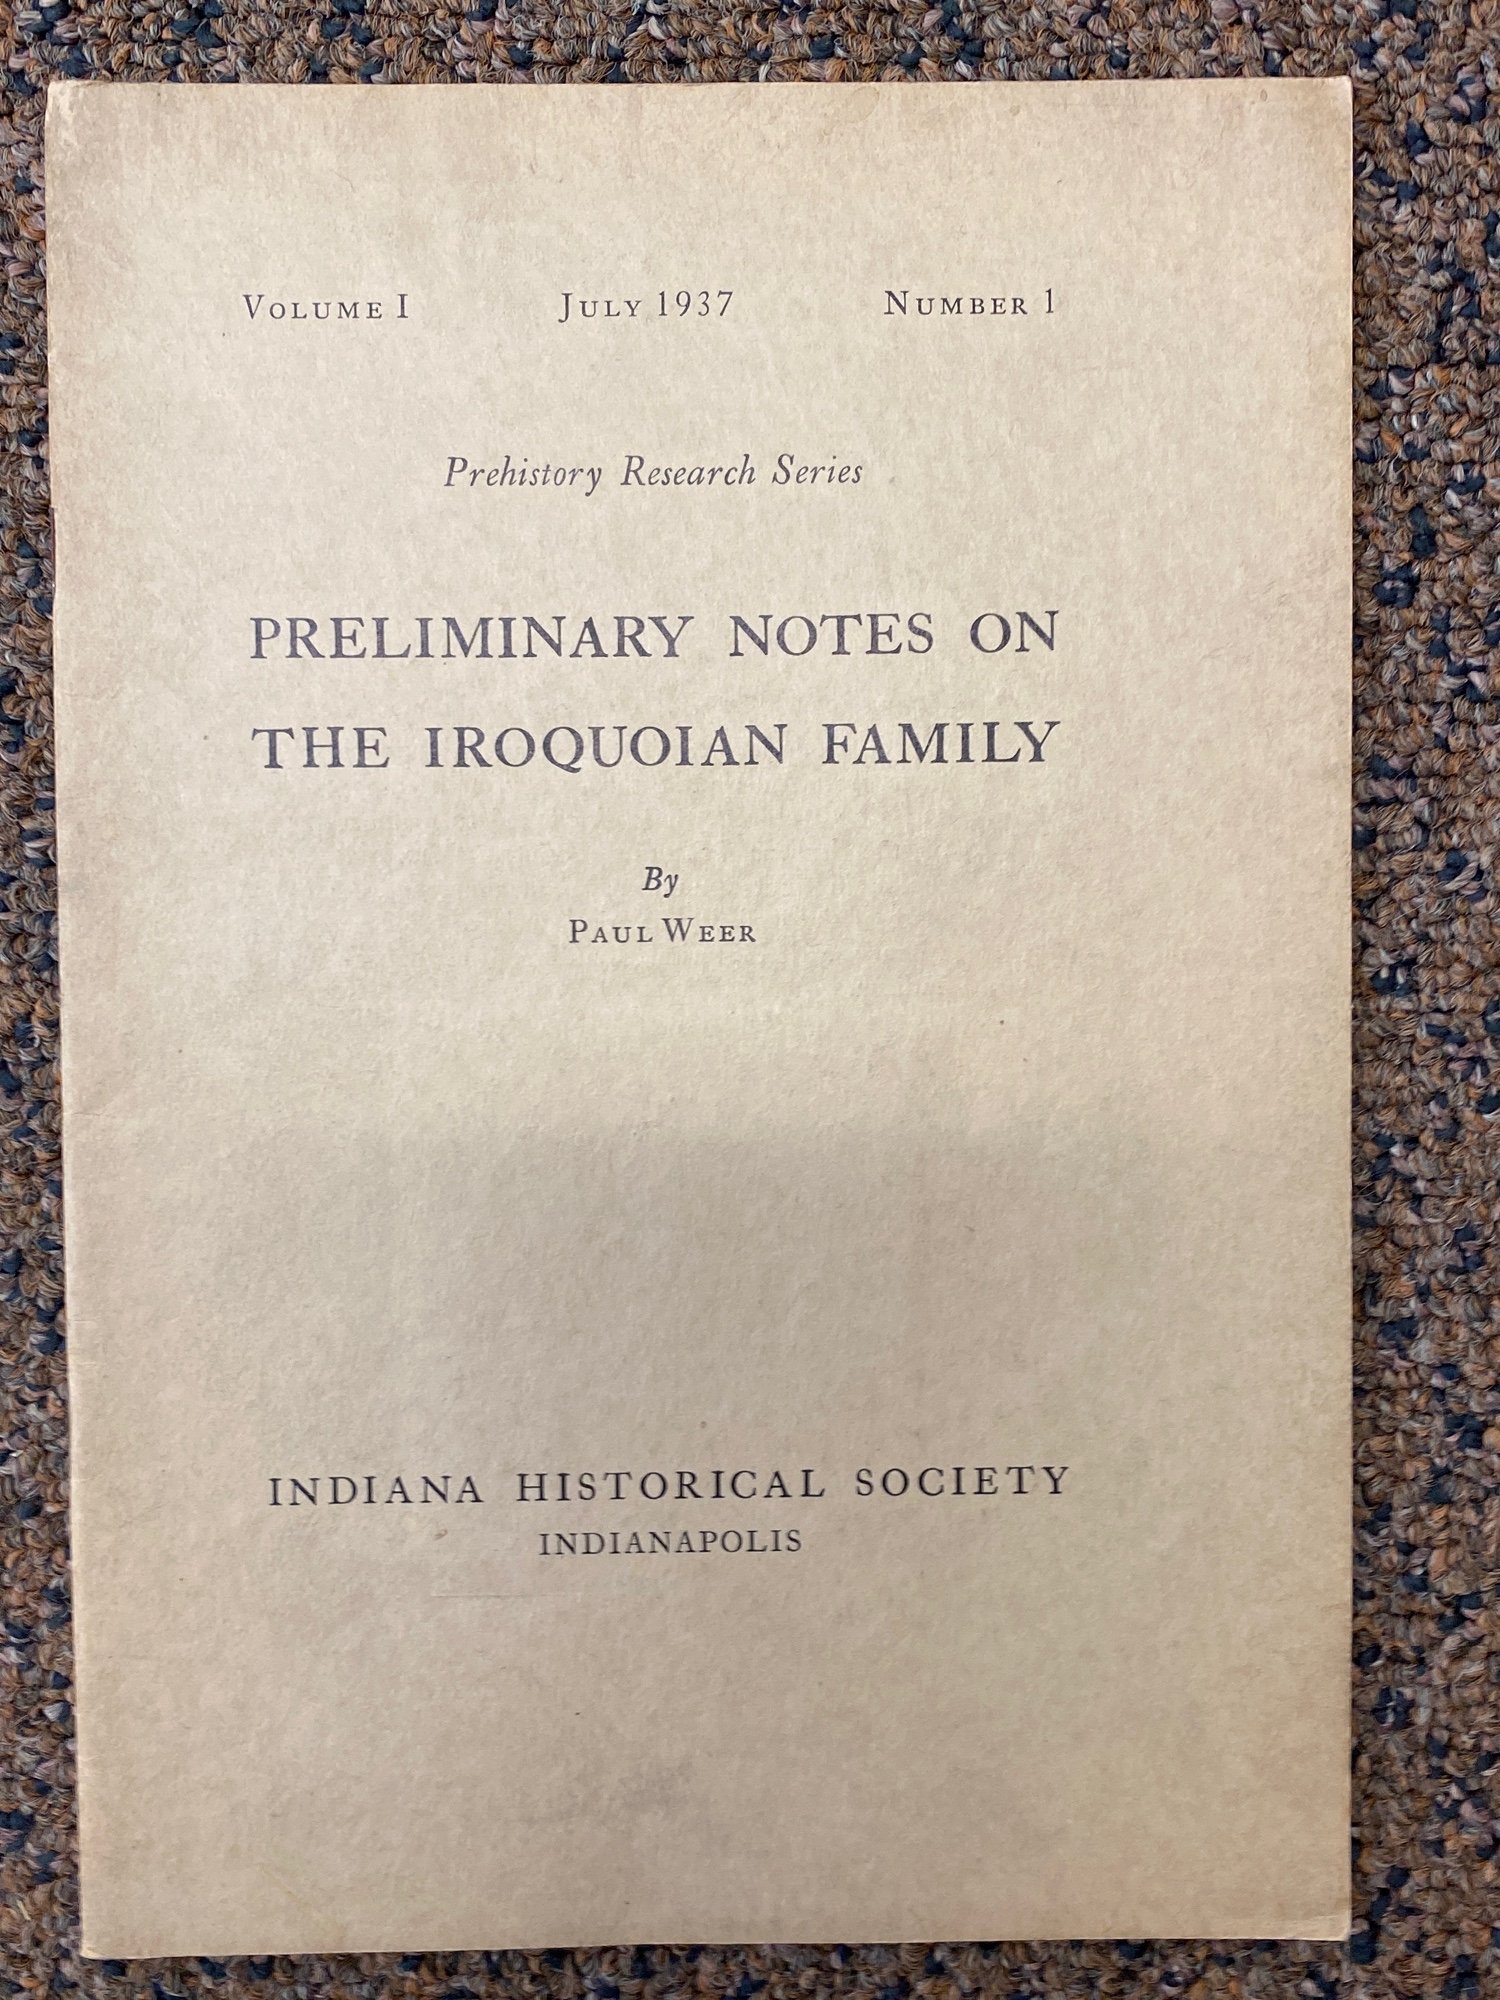 VOLUME I JULY 1937 NUMBER 1
Prehistory Research Series
PRELIMINARY NOTES ON
THE IROQUOIAN FAMILY
By
PAUL WEER
INDIANA HISTORICAL SOCIETY
INDIANAPOLIS